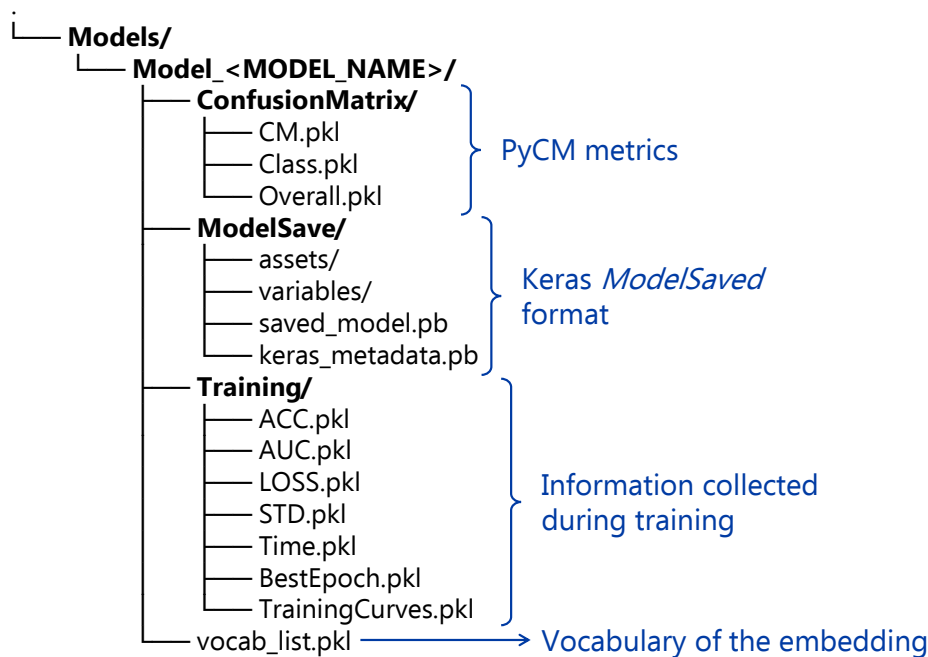 .
Models/
Model_<MODEL_NAME>/
ConfusionMatrix/
CM.pkl
Class.pkl
Overall.pkl
PyCM metrics
ModelSave/
assets/
variables/
saved_model.pb
keras_metadata.pb
Keras ModelSaved
format
Training/
ACC.pkl
AUC.pkl
LOSS.pkl
STD.pkl
Time.pkl
BestEpoch.pkl
TrainingCurves.pkl
Information collected
during training
vocab_list.pkl
Vocabulary of the embedding